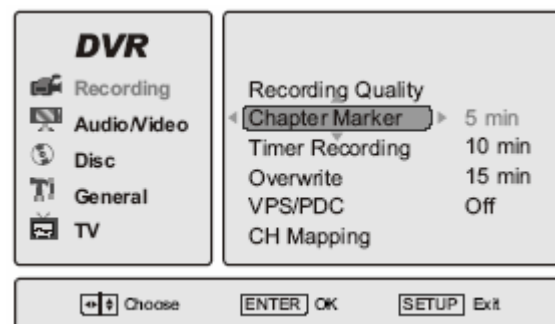 DVR
Recording
Audio/Video
Disc
General
TV
Recording Quality
Chapter Marker 5 min
Timer Recording 10 min
Overwrite 15 min
VPS/PDC Off
CH Mapping
Choose ENTER OK SETUP Exit